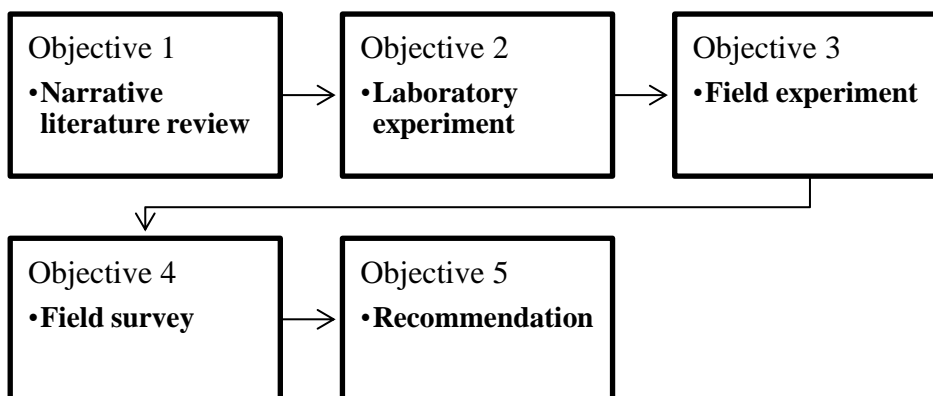 Objective 1
•Narrative
literature review
Objective 2
•Laboratory
experiment
Objective 3
•Field experiment
Objective 4
•Field survey
Objective 5
•Recommendation